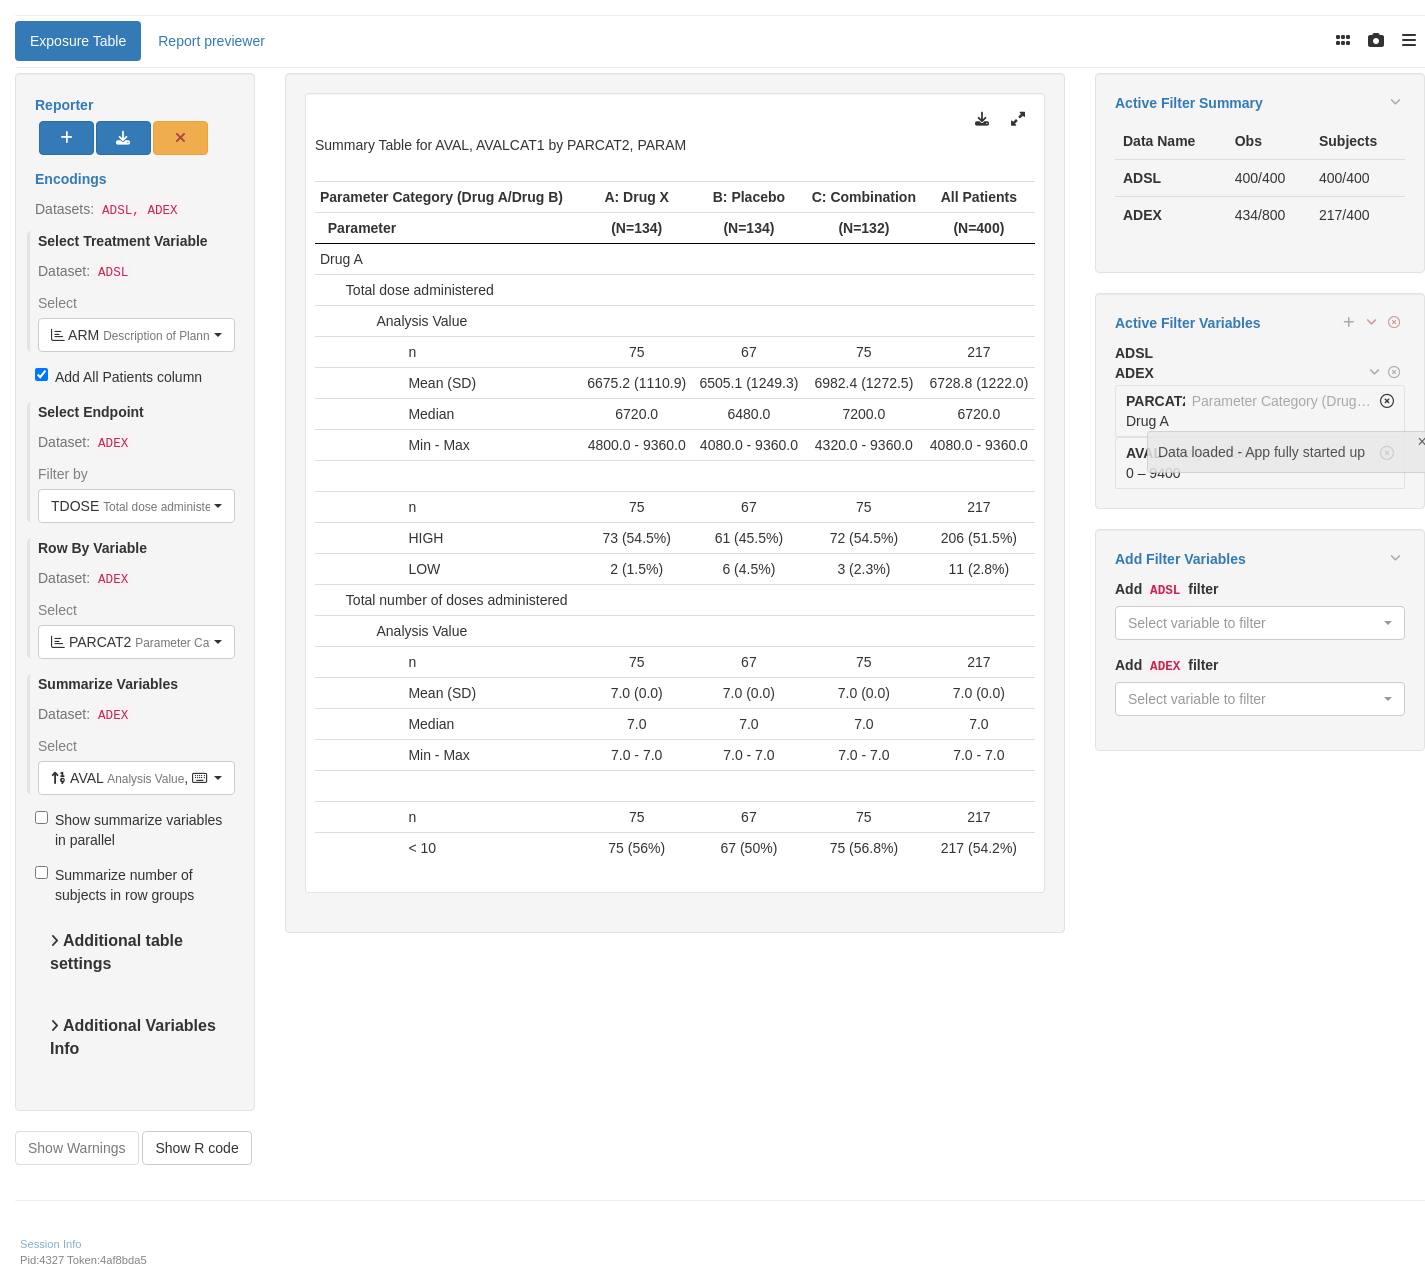 Exposure Table
Report previewer
Reporter
Encodings
Datasets: ADSL, ADEX
Select Treatment Variable
Dataset: ADSL
Select
ARM Description of Plann
Add All Patients column
Select Endpoint
Dataset: ADEX
Filter by
TDOSE Total dose administe
Row By Variable
Dataset: ADEX
Select
PARCAT2 Parameter Ca
Summarize Variables
Dataset: ADEX
Select
AVAL Analysis Value,
Show summarize variables
in parallel
Summarize number of
subjects in row groups
Additional table
settings
Additional Variables
Info
Show Warnings
Show R code
Summary Table for AVAL, AVALCAT1 by PARCAT2, PARAM
Parameter Category (Drug A/Drug B) A: Drug X B: Placebo C: Combination All Patients
Parameter (N=134) (N=134) (N=132) (N=400)
Drug A
Total dose administered
Analysis Value
n 75 67 75 217
Mean (SD) 6675.2 (1110.9) 6505.1 (1249.3) 6982.4 (1272.5) 6728.8 (1222.0)
Median 6720.0 6480.0 7200.0 6720.0
Min - Max 4800.0 - 9360.0 4080.0 - 9360.0 4320.0 - 9360.0 4080.0 - 9360.0
n 75 67 75 217
HIGH 73 (54.5%) 61 (45.5%) 72 (54.5%) 206 (51.5%)
LOW 2 (1.5%) 6 (4.5%) 3 (2.3%) 11 (2.8%)
Total number of doses administered
Analysis Value
n 75 67 75 217
Mean (SD) 7.0 (0.0) 7.0 (0.0) 7.0 (0.0) 7.0 (0.0)
Median 7.0 7.0 7.0 7.0
Min - Max 7.0 - 7.0 7.0 - 7.0 7.0 - 7.0 7.0 - 7.0
n 75 67 75 217
< 10 75 (56%) 67 (50%) 75 (56.8%) 217 (54.2%)
Active Filter Summary
Data Name Obs Subjects
ADSL 400/400 400/400
ADEX 434/800 217/400
Active Filter Variables
ADSL
ADEX
PARCAT2 Parameter Category (Drug…
Drug A
Data loaded - App fully started up ×
0 – 9400
Add Filter Variables
Add ADSL filter
Select variable to filter
Add ADEX filter
Select variable to filter
Session Info
Pid:4327 Token:4af8bda5